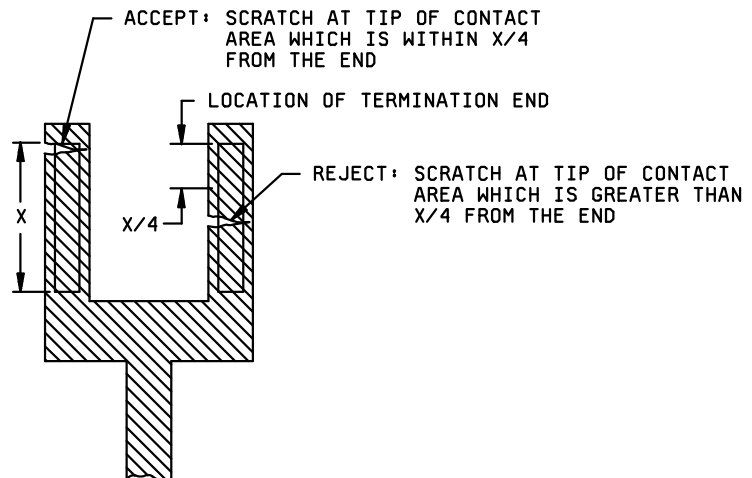 ACCEPT: SCRATCH AT TIP OF CONTACT
AREA WHICH IS WITHIN X/4
FROM THE END
LOCATION OF TERMINATION END
REJECT: SCRATCH AT TIP OF CONTACT
AREA WHICH IS GREATER THAN
X/4 FROM THE END
X
X/4